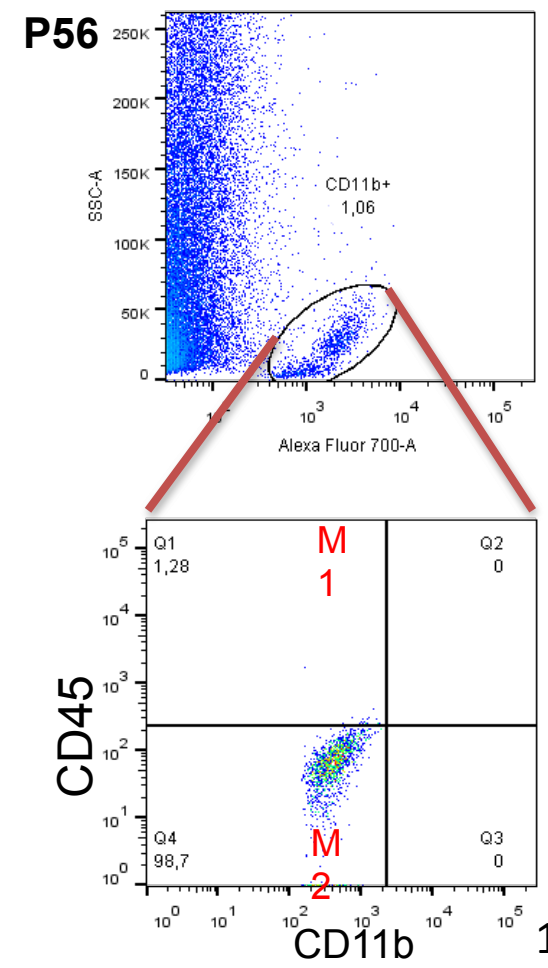 P56
250K
200K
150K
100K
50K
0
SSC-A
CD11b+
1,06
10² 10³ 10⁴ 10⁵
Alexa Fluor 700-A
CD45
10⁵
10⁴
10³
10²
10¹
10⁰
Q1
1,28
M
1
Q2
0
Q4
98,7
M
2
Q3
0
10⁰ 10¹ 10² 10³ 10⁴ 10⁵
CD11b 1